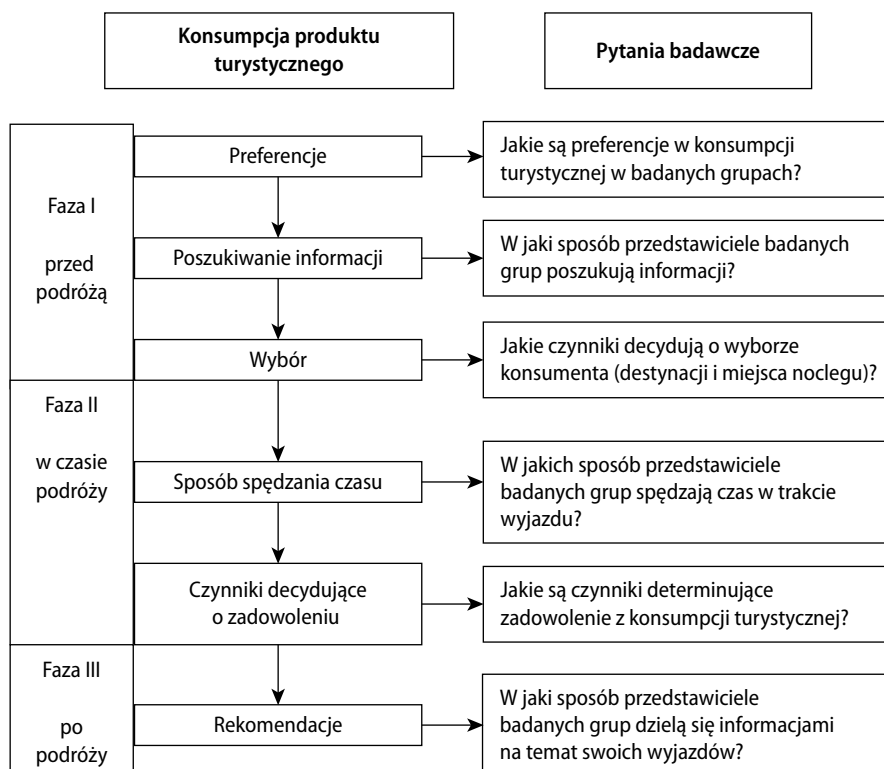 Konsumpcja produktu
turystycznego
Pytania badawcze
Faza I
przed
podróżą
Preferencje
Jakie są preferencje w konsumpcji
turystycznej w badanych grupach?
Poszukiwanie informacji
W jaki sposób przedstawiciele badanych
grup poszukują informacji?
Wybór
Jakie czynniki decydują o wyborze
konsumenta (destynacji i miejsca noclegu)?
Faza II
w czasie
podróży
Sposób spędzania czasu
W jakich sposób przedstawiciele
badanych grup spędzają czas w trakcie
wyjazdu?
Czynniki decydujące
o zadowoleniu
Jakie są czynniki determinujące
zadowolenie z konsumpcji turystycznej?
Faza III
po
podróży
Rekomendacje
W jaki sposób przedstawiciele
badanych grup dzielą się informacjami
na temat swoich wyjazdów?